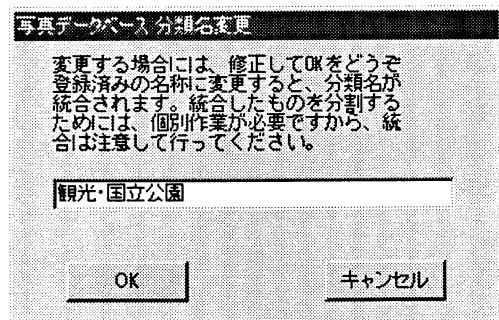 写真データベース 分類名変更
変更する場合には、修正してOKをどうぞ
登録済みの名称に変更すると、分類名が
統合されます。統合したものを分割する
ためには、個別作業が必要ですから、統
合は注意して行ってください。
観光・国立公園
OK
キャンセル